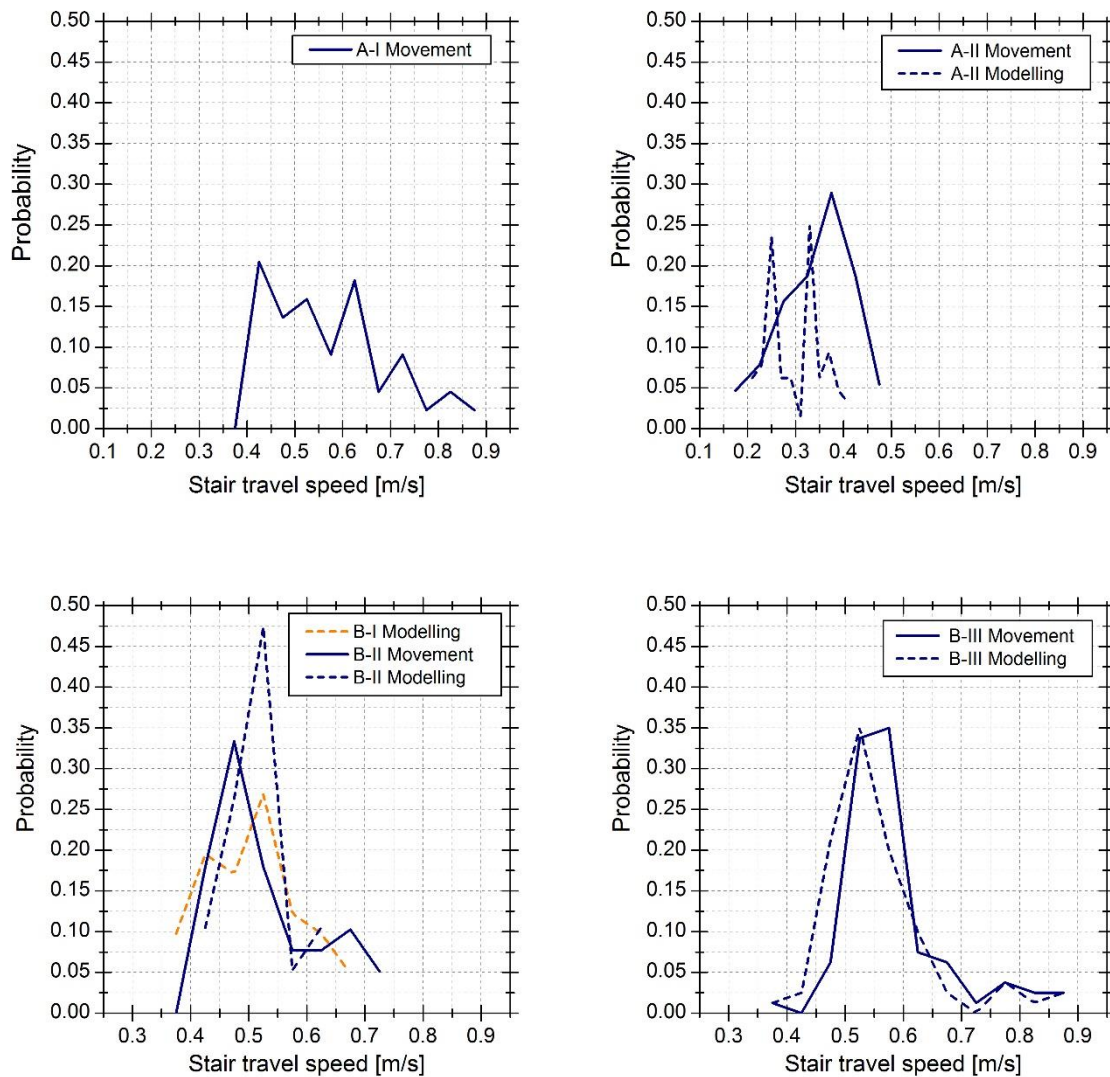 0.50
0.45
0.40
0.35
0.30
0.25
0.20
0.15
0.10
0.05
0.00
Probability
0.1 0.2 0.3 0.4 0.5 0.6 0.7 0.8 0.9
Stair travel speed [m/s]
A-I Movement
0.50
0.45
0.40
0.35
0.30
0.25
0.20
0.15
0.10
0.05
0.00
Probability
0.1 0.2 0.3 0.4 0.5 0.6 0.7 0.8 0.9
Stair travel speed [m/s]
A-II Movement
A-II Modelling
0.50
0.45
0.40
0.35
0.30
0.25
0.20
0.15
0.10
0.05
0.00
Probability
0.3 0.4 0.5 0.6 0.7 0.8 0.9
Stair travel speed [m/s]
B-I Modelling
B-II Movement
B-II Modelling
0.50
0.45
0.40
0.35
0.30
0.25
0.20
0.15
0.10
0.05
0.00
Probability
0.3 0.4 0.5 0.6 0.7 0.8 0.9
Stair travel speed [m/s]
B-III Movement
B-III Modelling